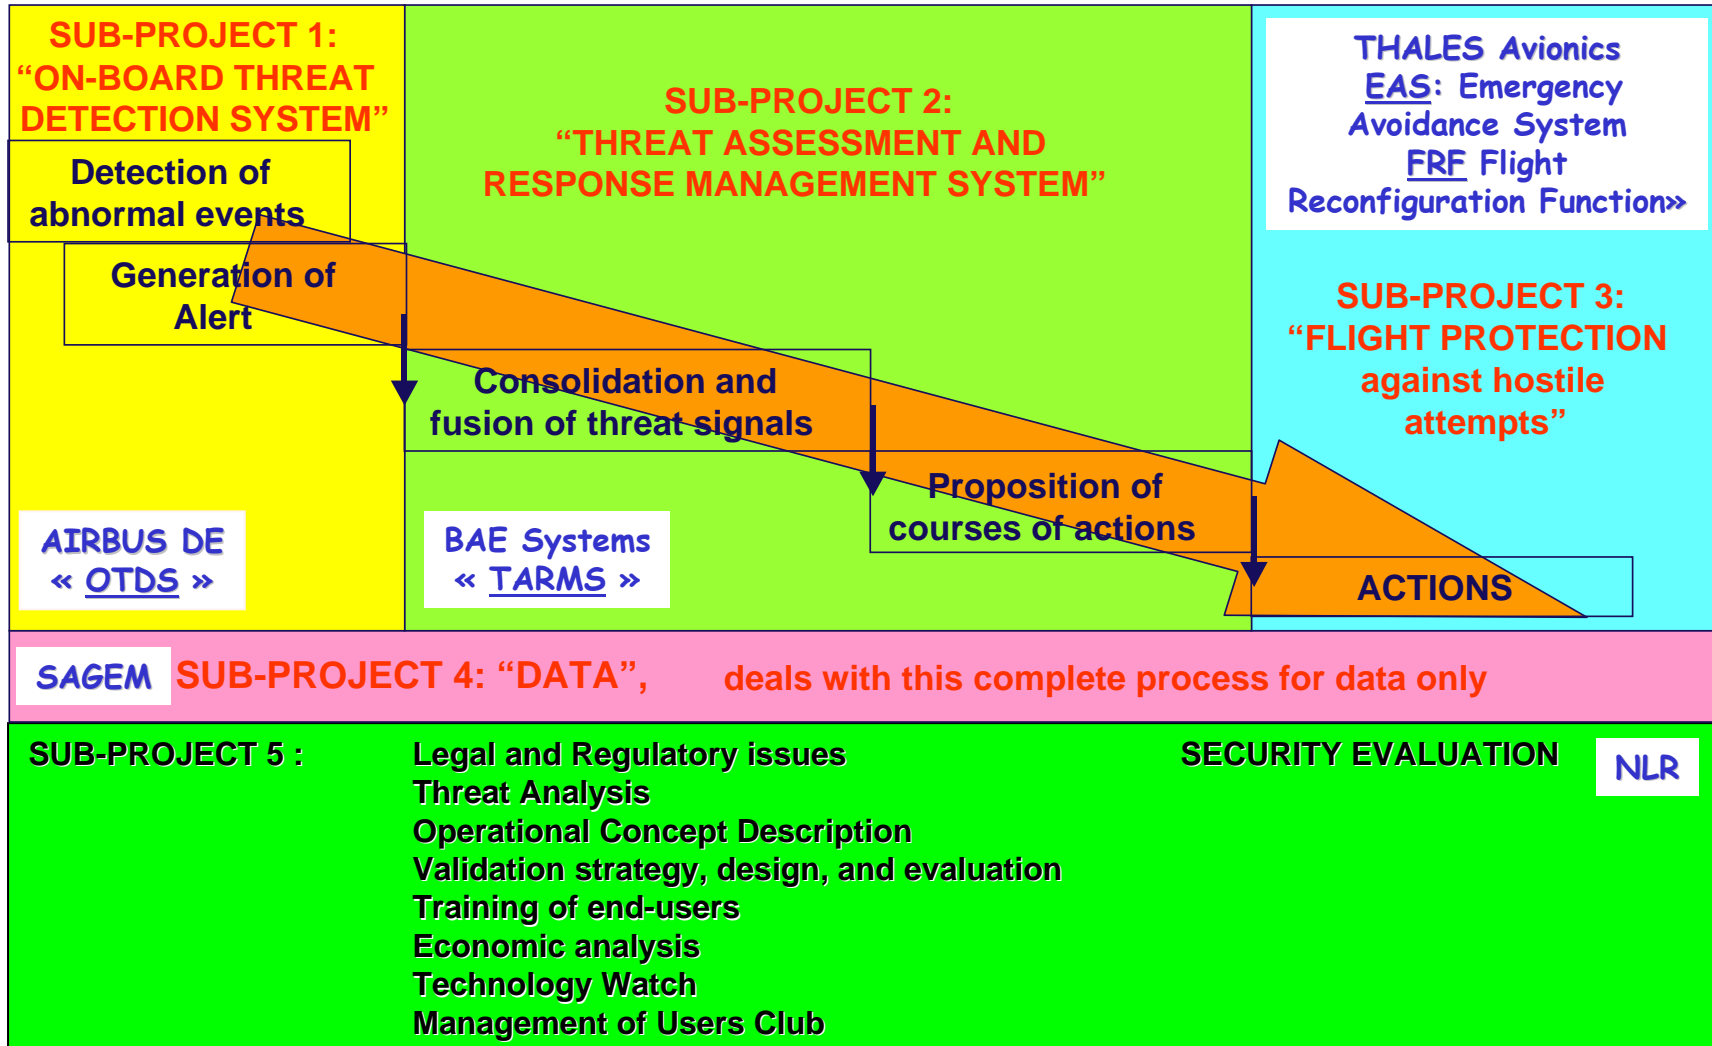 SUB-PROJECT 1:
“ON-BOARD THREAT
DETECTION SYSTEM”
Detection of
abnormal events
Generation of
Alert
AIRBUS DE
« OTDS »
SUB-PROJECT 2:
“THREAT ASSESSMENT AND
RESPONSE MANAGEMENT SYSTEM”
Consolidation and
fusion of threat signals
Proposition of
courses of actions
BAE Systems
« TARMS »
THALES Avionics
EAS: Emergency
Avoidance System
FRF Flight
Reconfiguration Function»
SUB-PROJECT 3:
“FLIGHT PROTECTION
against hostile
attempts”
ACTIONS
SAGEM SUB-PROJECT 4: “DATA”, deals with this complete process for data only
SUB-PROJECT 5 : Legal and Regulatory issues SECURITY EVALUATION NLR
Threat Analysis
Operational Concept Description
Validation strategy, design, and evaluation
Training of end-users
Economic analysis
Technology Watch
Management of Users Club